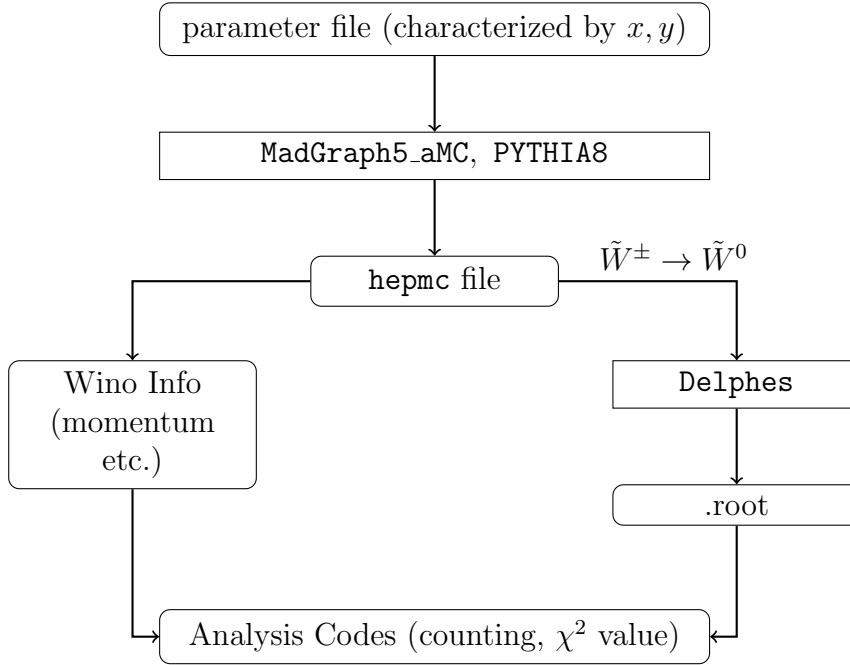 parameter file (characterized by x, y)
MadGraph5_aMC, PYTHIA8
W̃± → W̃0
hepmc file
Wino Info
(momentum
etc.)
Delphes
.root
Analysis Codes (counting, χ² value)